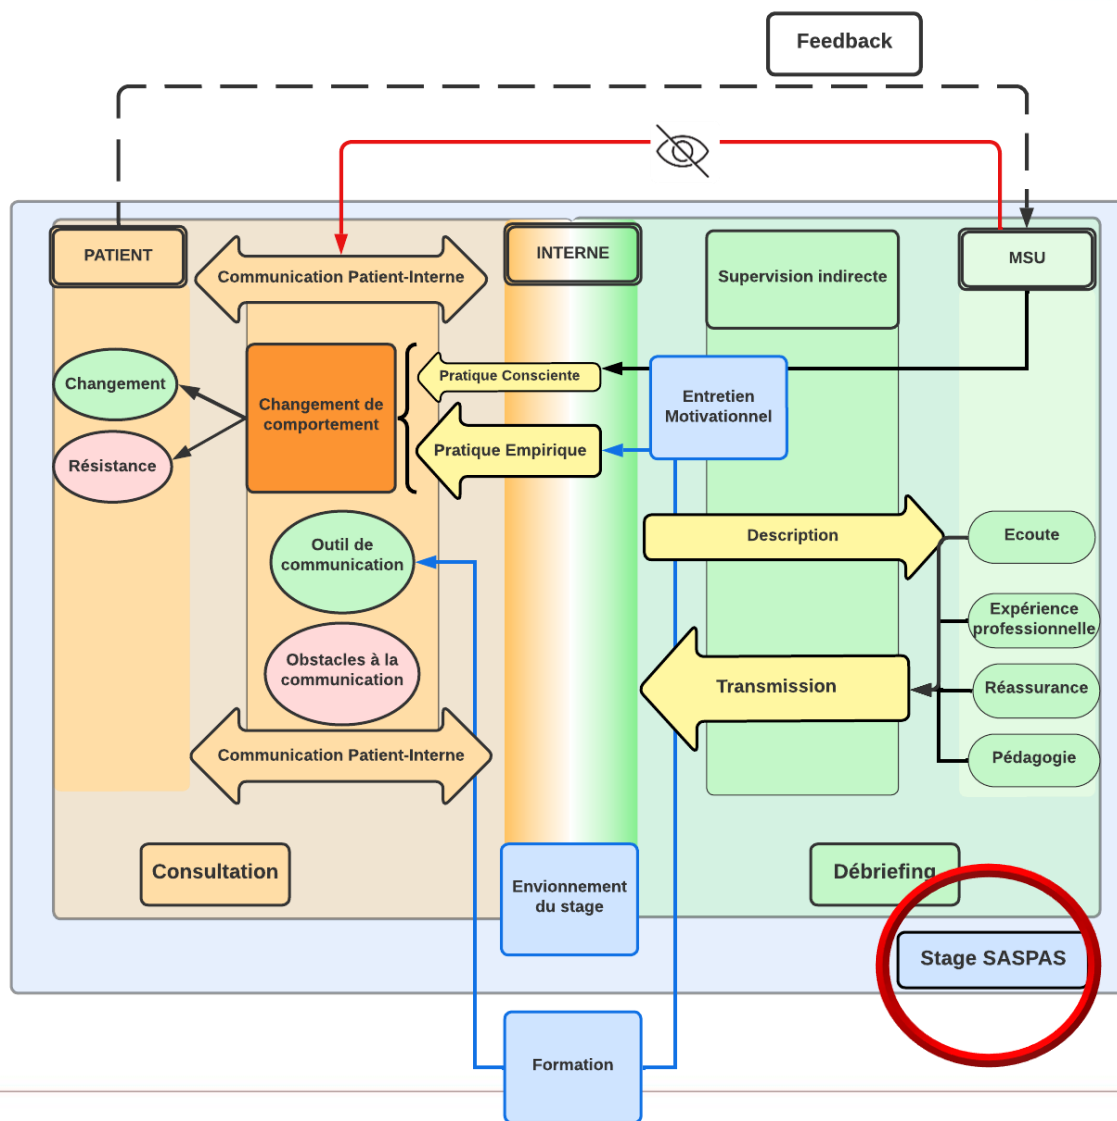 Feedback
PATIENT
Communication Patient-Interne
INTERNE
Supervision indirecte
MSU
Changement
Résistance
Changement de
comportement
Pratique Consciente
Pratique Empirique
Entretien
Motivationnel
Description
Ecoute
Outil de
communication
Expérience
professionnelle
Obstacles à la
communication
Transmission
Réassurance
Communication Patient-Interne
Pédagogie
Consultation
Envionnement
du stage
Débriefing
Stage SASPAS
Formation